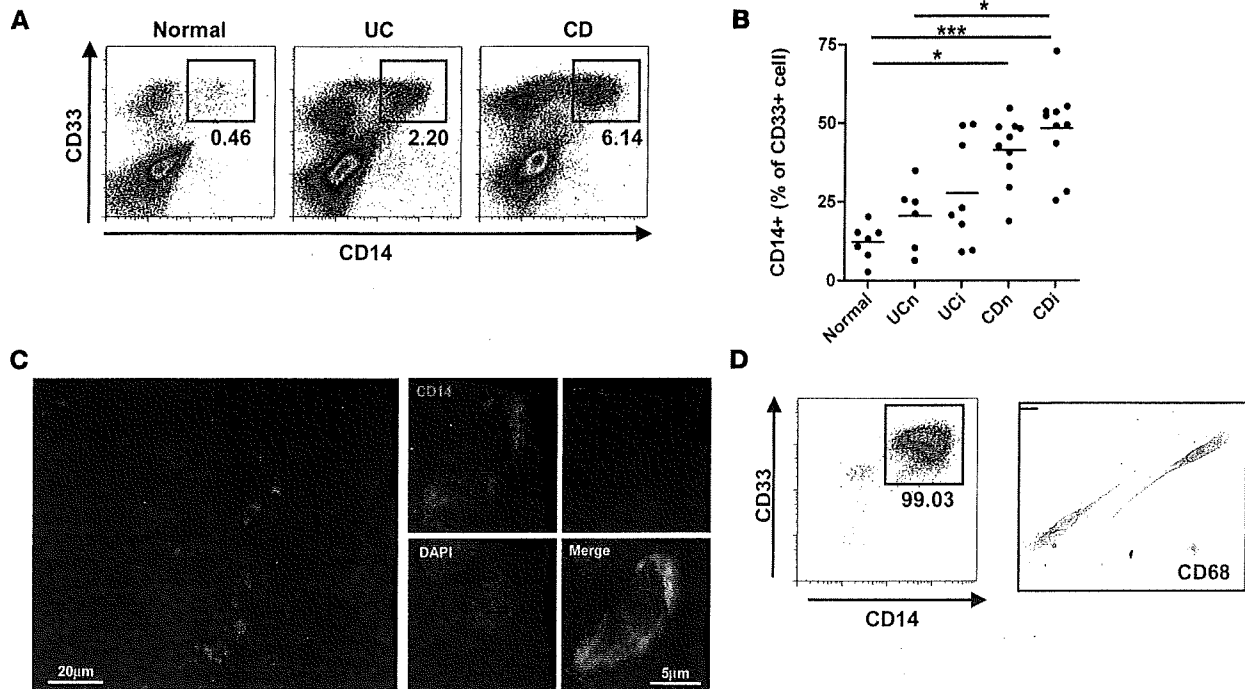 A
Normal
UC
CD
CD33
0.46
2.20
6.14
CD14
B
*
***
*
75
50
25
0
CD14+ (% of CD33+ cell)
Normal
UCn
UCi
CDn
CDi
C
20μm
CD14
DAPI
Merge
5μm
D
CD33
99.03
CD14
CD68